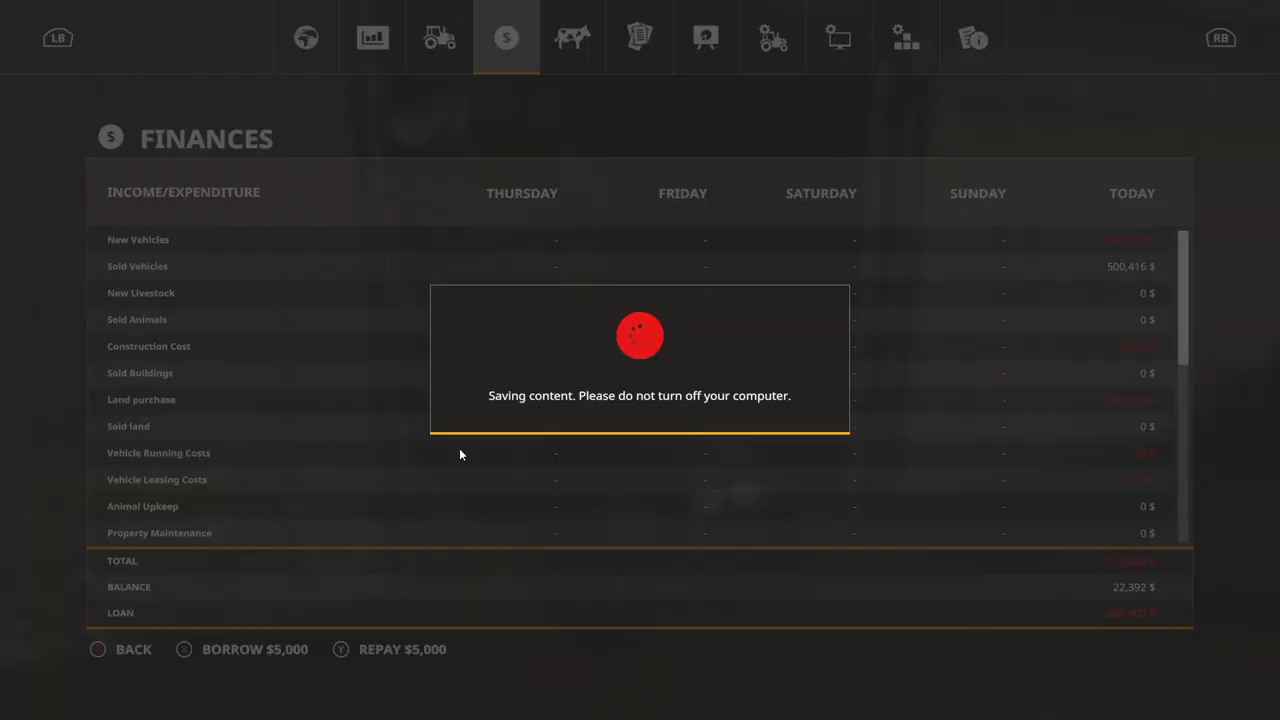 LB
RB
FINANCES
INCOME/EXPENDITURE THURSDAY FRIDAY SATURDAY SUNDAY TODAY
New Vehicles - - - -
Sold Vehicles - - - - 500,416 $
New Livestock - 0 $
Sold Animals - 0 $
Construction Cost -
Sold Buildings - 0 $
Land purchase -
Sold land - 0 $
Saving content. Please do not turn off your computer.
Vehicle Running Costs - - - -
Vehicle Leasing Costs - - - -
Animal Upkeep - - - - 0 $
Property Maintenance - - - - 0 $
TOTAL
BALANCE 22,392 $
LOAN
BACK X BORROW $5,000 Y REPAY $5,000